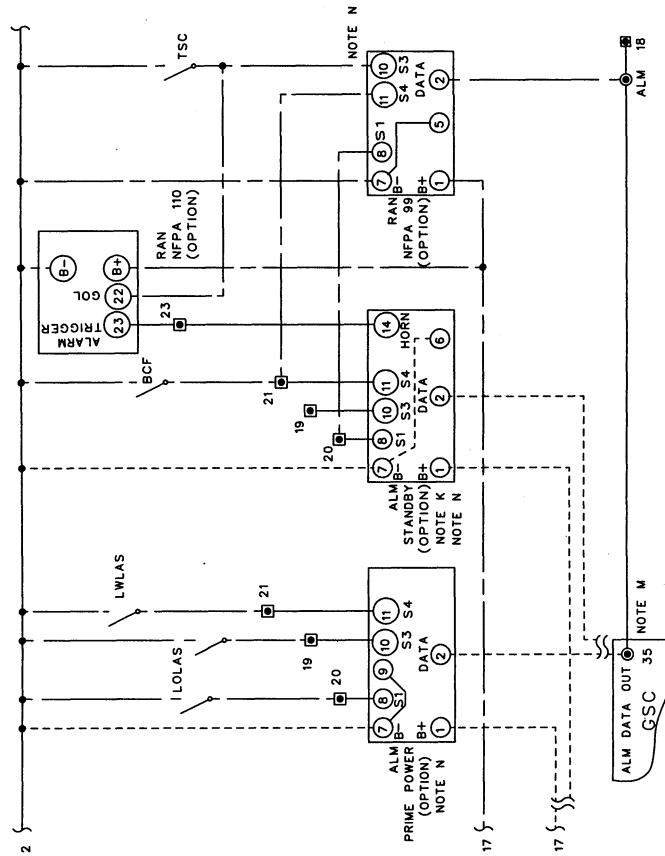 2
TSC
NOTE N
10
S3
11
S4
DATA
2
8
S1
5
7
B-
B+
1
RAN
NFPA 99
(OPTION)
ALM
18
RAN
NFPA 110
(OPTION)
B-
B+
22
GOL
23
ALARM
TRIGGER
23
BCF
21
19
20
14
HORN
11
S4
10
S3
DATA
2
6
8
S1
7
B-
B+
1
ALM
STANDBY
(OPTION)
NOTE K
NOTE N
LWLAS
21
LOLAS
19
20
11
S4
10
S3
9
DATA
2
8
S1
7
B-
B+
1
ALM
PRIME POWER
(OPTION)
NOTE N
17
17
ALM DATA OUT
35
GSC
NOTE M